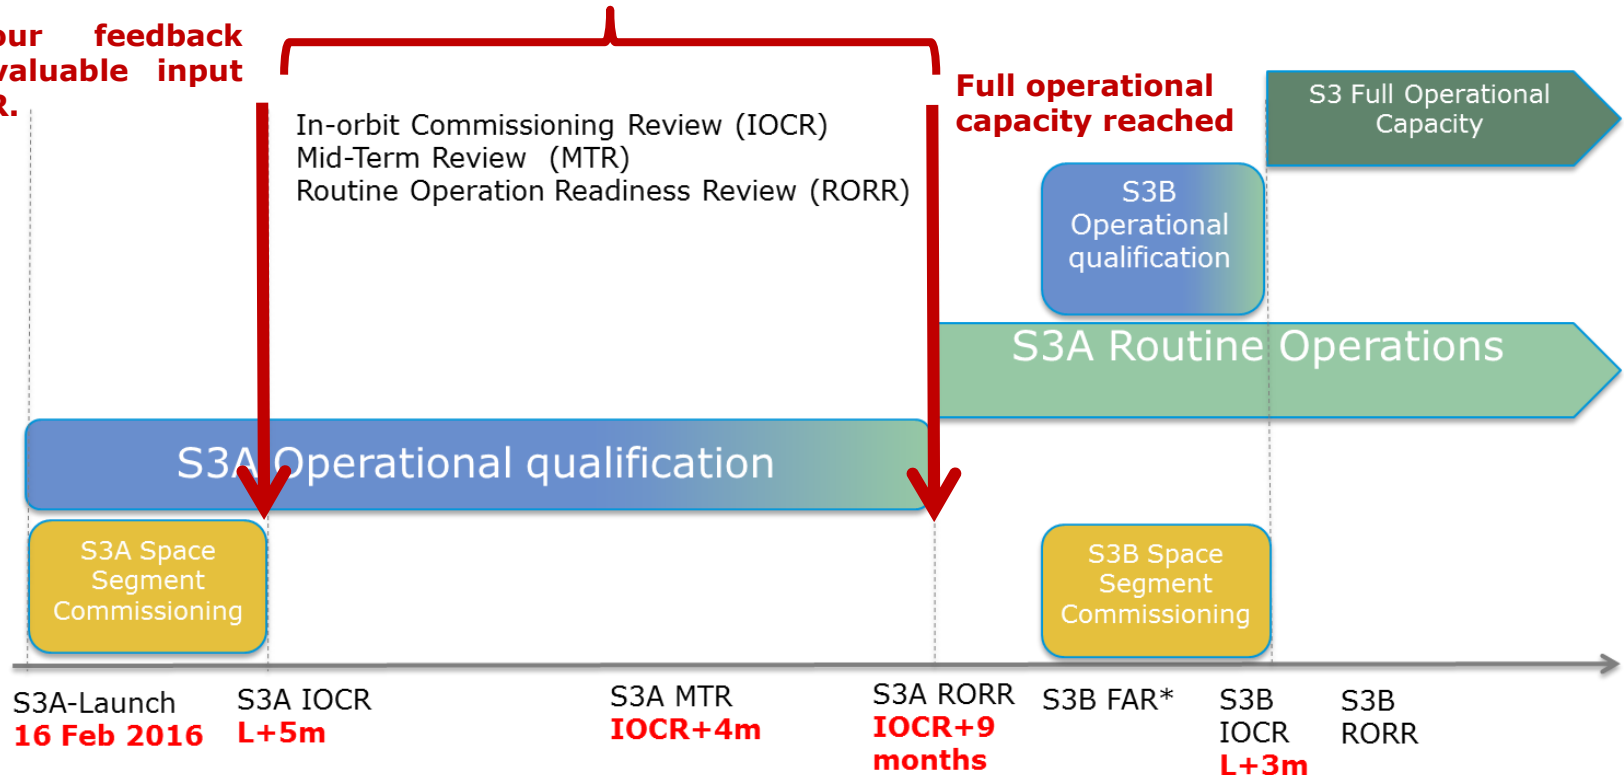 our feedback
valuable input
R.
Full operational
capacity reached
In-orbit Commissioning Review (IOCR)
Mid-Term Review (MTR)
Routine Operation Readiness Review (RORR)
S3 Full Operational
Capacity
S3B
Operational
qualification
S3A Routine Operations
S3A Operational qualification
S3A Space
Segment
Commissioning
S3B Space
Segment
Commissioning
S3A-Launch
16 Feb 2016
S3A IOCR
L+5m
S3A MTR
IOCR+4m
S3A RORR
IOCR+9
months
S3B FAR*
S3B
IOCR
L+3m
S3B
RORR